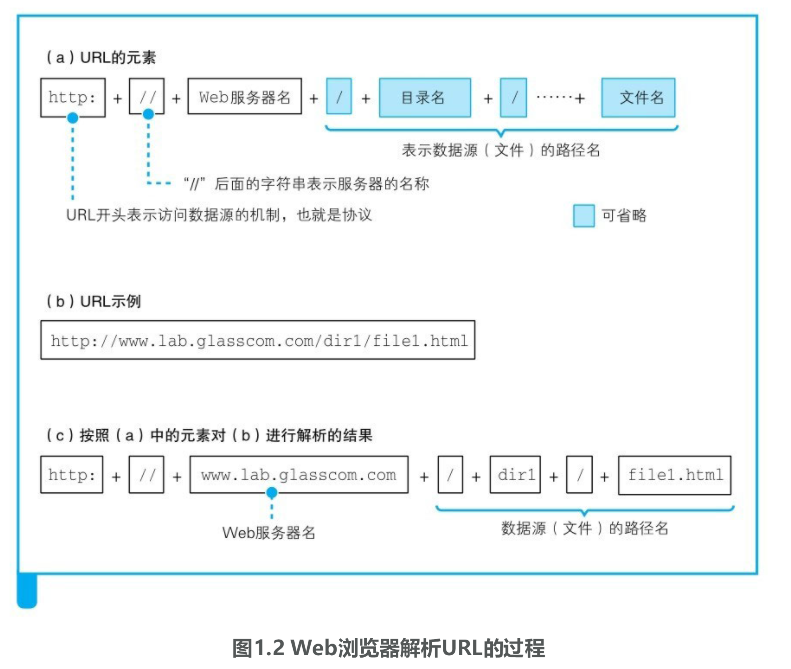 (a)URL的元素
http: + // + Web服务器名 + / + 目录名 + / ······+ 文件名
表示数据源(文件)的路径名
“//”后面的字符串表示服务器的名称
URL开头表示访问数据源的机制，也就是协议
可省略
(b)URL示例
http://www.lab.glasscom.com/dir1/file1.html
(c)按照(a)中的元素对(b)进行解析的结果
http: + // + www.lab.glasscom.com + / + dir1 + / + file1.html
Web服务器名
数据源(文件)的路径名
图1.2 Web浏览器解析URL的过程